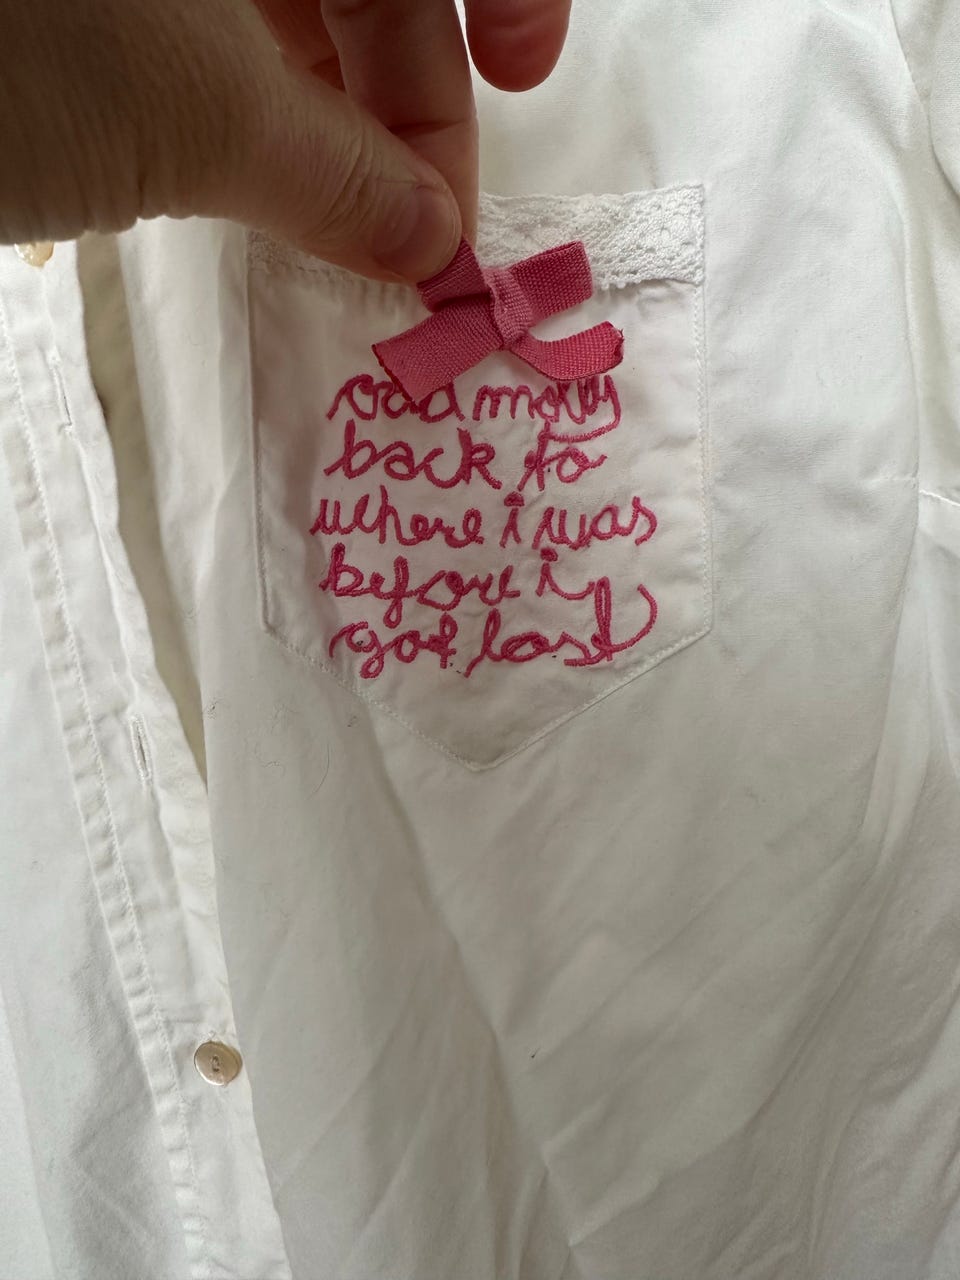 back to
where i was
before i
got lost